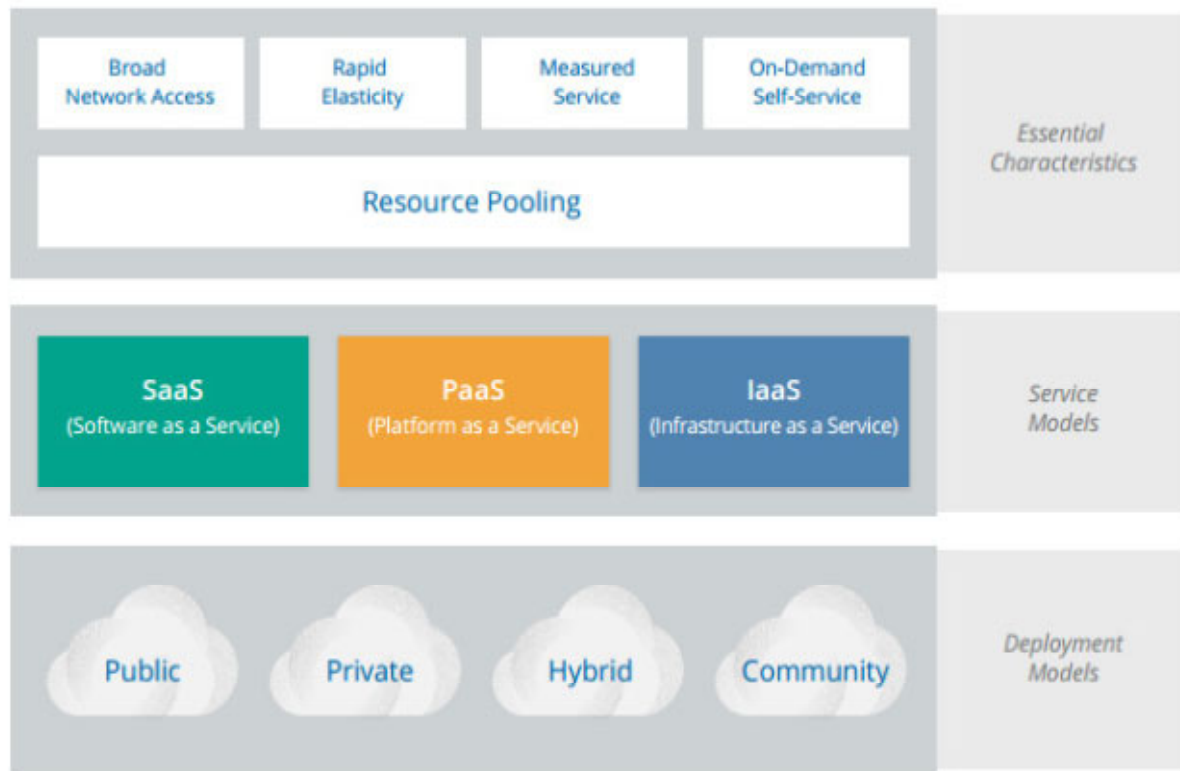 Broad
Network Access
Rapid
Elasticity
Measured
Service
On-Demand
Self-Service
Essential
Characteristics
Resource Pooling
SaaS
(Software as a Service)
PaaS
(Platform as a Service)
IaaS
(Infrastructure as a Service)
Service
Models
Public
Private
Hybrid
Community
Deployment
Models